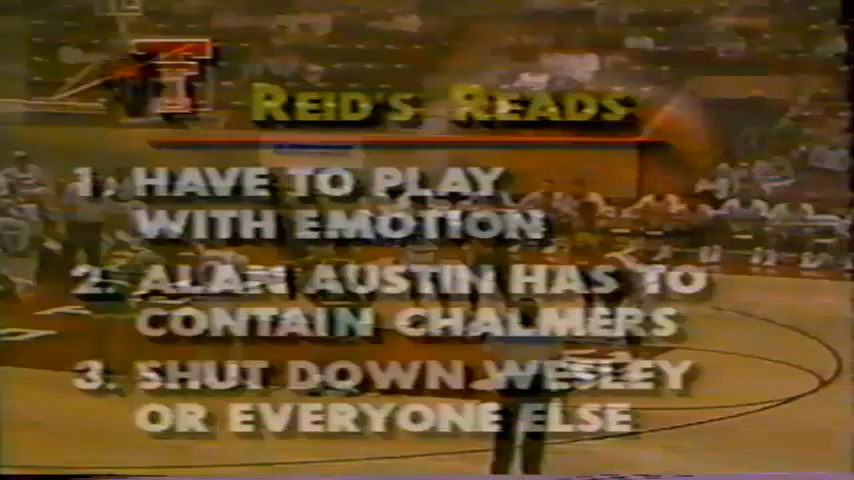 T
REID'S READS
1. HAVE TO PLAY
WITH EMOTION
2. ALAN AUSTIN HAS TO
CONTAIN CHALMERS
3. SHUT DOWN WESLEY
OR EVERYONE ELSE